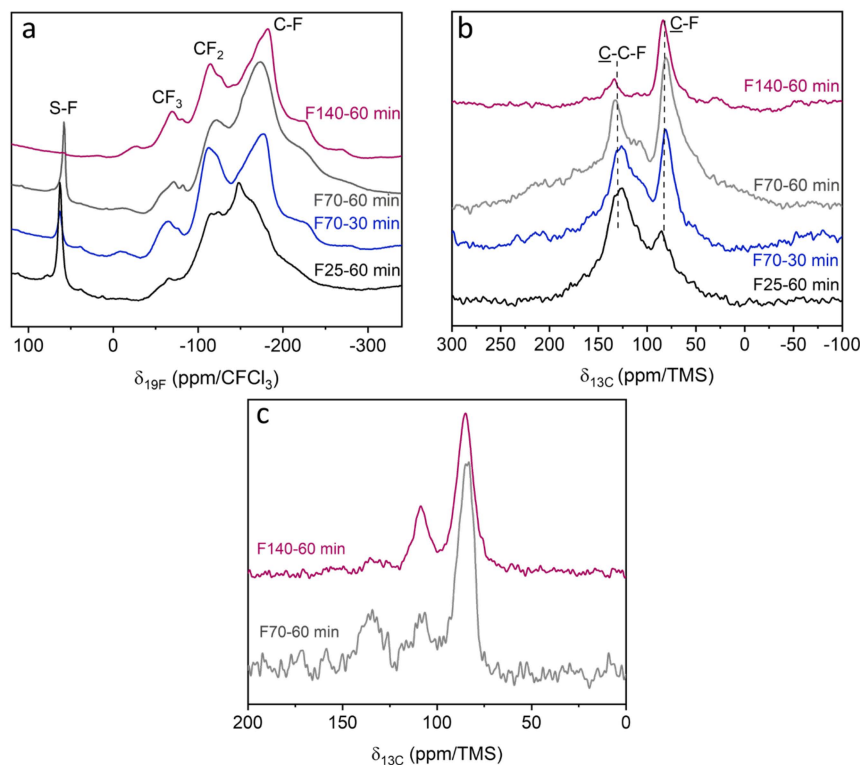 a
C-F
CF2
CF3
S-F
F140-60 min
F70-60 min
F70-30 min
F25-60 min
120 0 -100 -200 -300
δ19F (ppm/CFCl3)
b
C-F
C-C-F
F140-60 min
F70-60 min
F70-30 min
F25-60 min
300 250 200 150 100 50 0 -50 -100
δ13C (ppm/TMS)
c
F140-60 min
F70-60 min
200 150 100 50 0
δ13C (ppm/TMS)